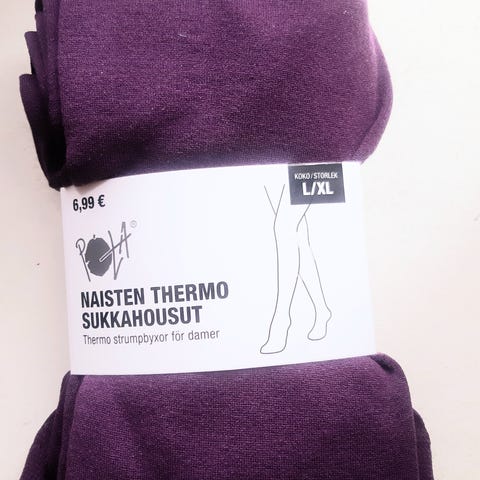 KOKO/STORLEK
L/XL
6,99 €
POLA®
NAISTEN THERMO
SUKKAHOUSUT
Thermo strumpbyxor för damer